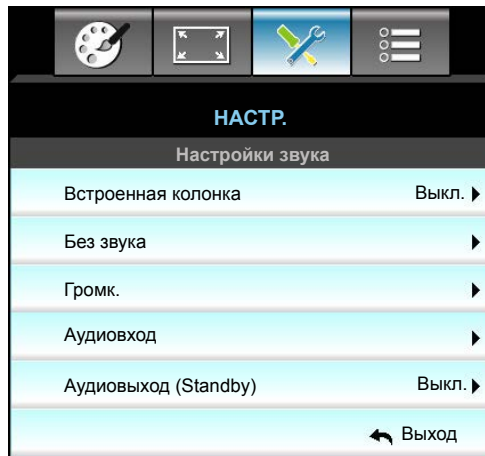 НАСТР.
Настройки звука
Встроенная колонка Выкл.
Без звука
Громк.
Аудиовход
Аудиовыход (Standby) Выкл.
Выход